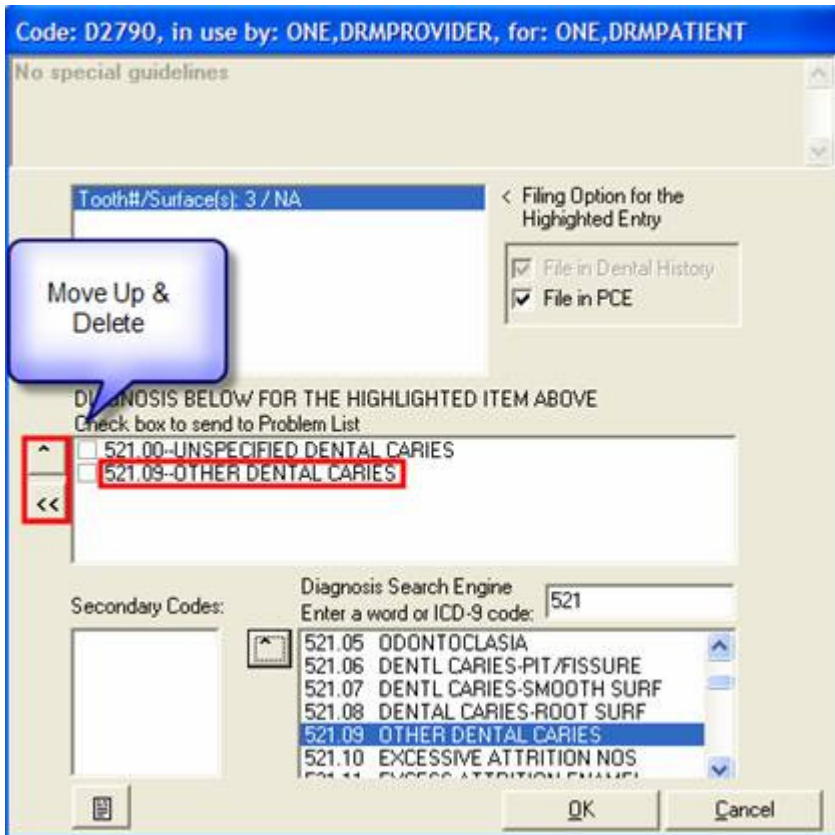 Code: D2790, in use by: ONE,DRMPROVIDER, for: ONE,DRMPATIENT
No special guidelines
Tooth#/Surface(s): 3 / NA
< Filing Option for the
Highlighted Entry
File in Dental History
File in PCE
Move Up &
Delete
DIAGNOSIS BELOW FOR THE HIGHLIGHTED ITEM ABOVE
Check box to send to Problem List
^
521.00--UNSPECIFIED DENTAL CARIES
521.09--OTHER DENTAL CARIES
<<
Secondary Codes:
Diagnosis Search Engine
Enter a word or ICD-9 code:
521
^
521.05 ODONTOCLASIA
521.06 DENTL CARIES-PIT/FISSURE
521.07 DENTL CARIES-SMOOTH SURF
521.08 DENTAL CARIES-ROOT SURF
521.09 OTHER DENTAL CARIES
521.10 EXCESSIVE ATTRITION NOS
OK
Cancel